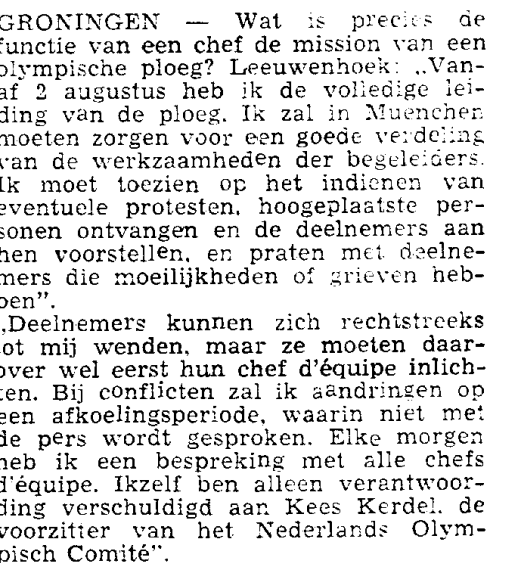 GRONINGEN — Wat is precies de
functie van een chef de mission van een
olympische ploeg? Leeuwenhoek: „Van-
af 2 augustus heb ik de volledige lei-
ding van de ploeg. Ik zal in Muenchen
moeten zorgen voor een goede verdeling
van de werkzaamheden der begeleiders.
Ik moet toezien op het indienen van
eventuele protesten, hoogeplaatste per-
sonen ontvangen en de deelnemers aan
hen voorstellen, en praten met deelne-
mers die moeilijkheden of grieven heb-
ben”.
„Deelnemers kunnen zich rechtstreeks
tot mij wenden, maar ze moeten daar-
over wel eerst hun chef d'équipe inlich-
ten. Bij conflicten zal ik aandringen op
een afkoelingsperiode, waarin niet met
de pers wordt gesproken. Elke morgen
heb ik een bespreking met alle chefs
d'équipe. Ikzelf ben alleen verantwoor-
ding verschuldigd aan Kees Kerdel, de
voorzitter van het Nederlands Olym-
pisch Comité”.